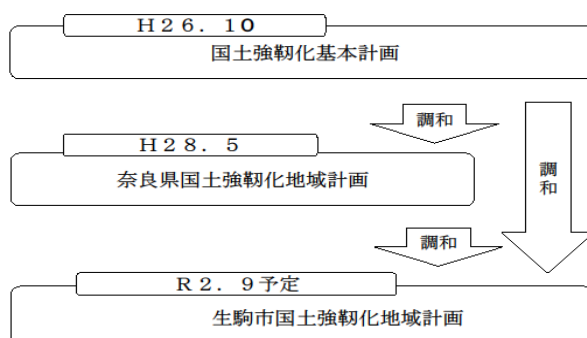 Ｈ２６．１０
国土強靭化基本計画
調和
Ｈ２８．５
奈良県国土強靭化地域計画
調和
調和
Ｒ２．９予定
生駒市国土強靭化地域計画